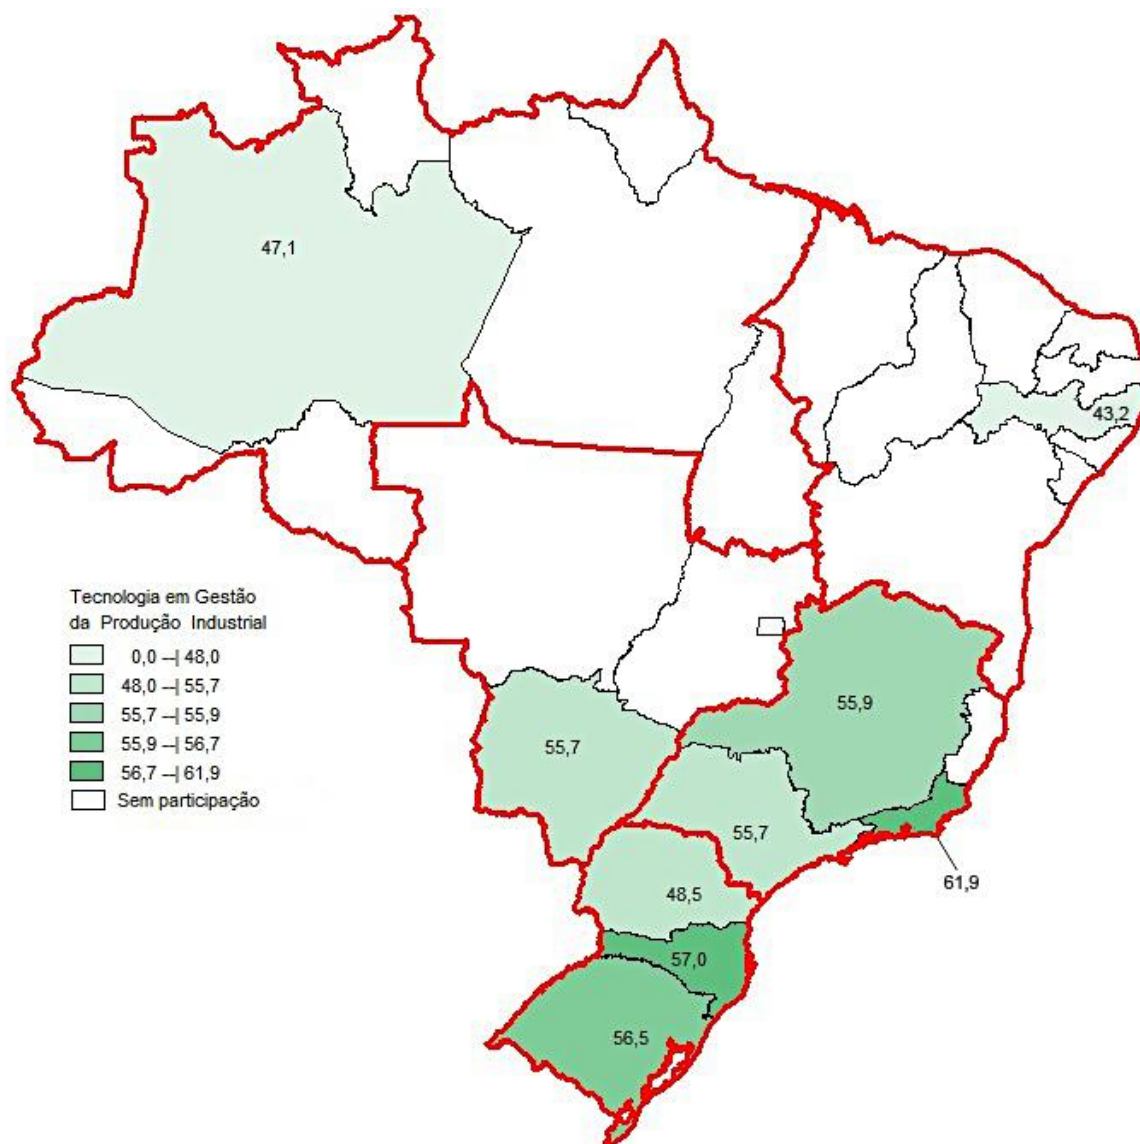 47,1
43,2
Tecnologia em Gestão
da Produção Industrial
0,0 --| 48,0
48,0 --| 55,7
55,7 --| 55,9
55,9 --| 56,7
56,7 --| 61,9
Sem participação
55,9
55,7
55,7
61,9
48,5
57,0
56,5